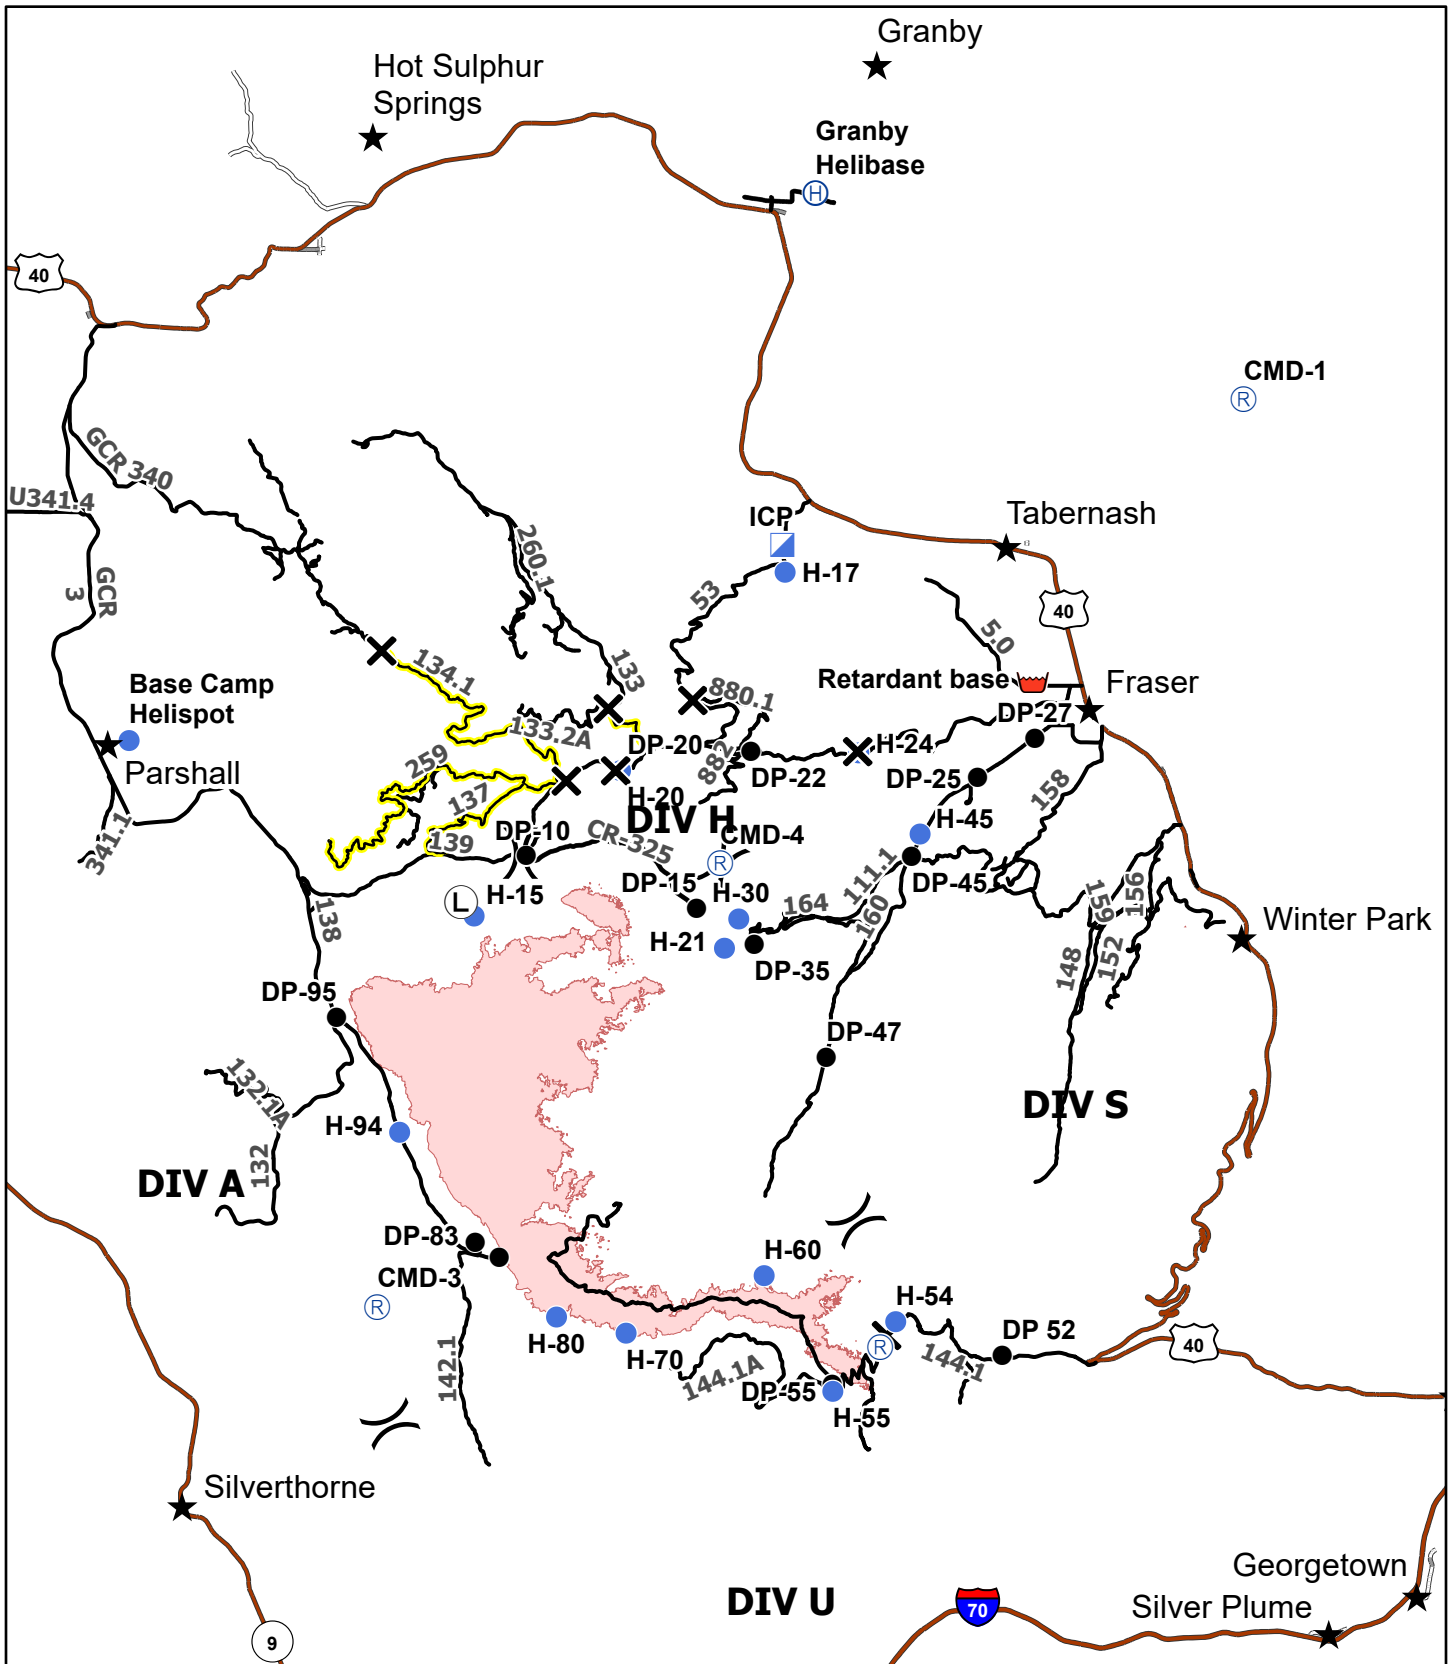 Granby
Hot Sulphur
Springs
Granby
Helibase
H
40
CMD-1
R
GCR 340
U341.4
ICP
Tabernash
260.1
H-17
GCR
3
53
40
5.0
133
134.1
Retardant base
Fraser
880.1
Base Camp
Helispot
DP-27
133.2A
DP-20
H-24
882
DP-22
Parshall
259
DP-25
158
137
H-20
DIV H
H-45
341.1
139
DP-10
CR-325
CMD-4
R
111.1
DP-45
DP-15
H-30
H-15
L
159
156
164
160
138
Winter Park
H-21
DP-35
148
152
DP-95
DP-47
132.1A
DIV S
H-94
132
DIV A
DP-83
H-60
CMD-3
R
H-54
H-80
H-70
R
DP 52
40
142.1
144.1A
144.1
DP-55
H-55
Silverthorne
Georgetown
DIV U
70
Silver Plume
9